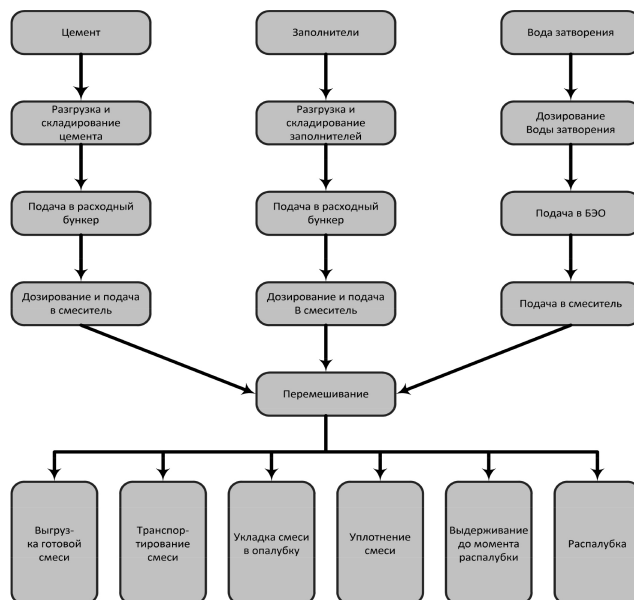 Цемент
Заполнители
Вода затворения
Разгрузка и
складирование
цемента
Разгрузка и
складирование
заполнителей
Дозирование
Воды затворения
Подача в расходный
бункер
Подача в расходный
бункер
Подача в БЭО
Дозирование и подача
в смеситель
Дозирование и подача
В смеситель
Подача в смеситель
Перемешивание
Выгруз-
ка готовой
смеси
Транспор-
тирование
смеси
Укладка смеси
в опалубку
Уплотнение
смеси
Выдерживание
до момента
распалубки
Распалубка